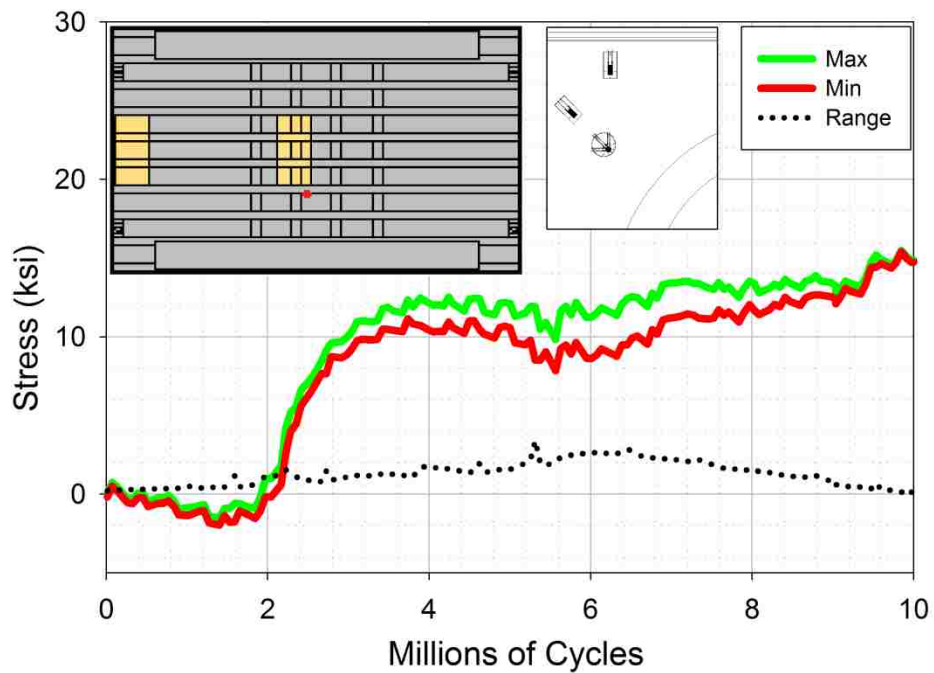 30
20
10
0
Stress (ksi)
Max
Min
Range
0 2 4 6 8 10
Millions of Cycles